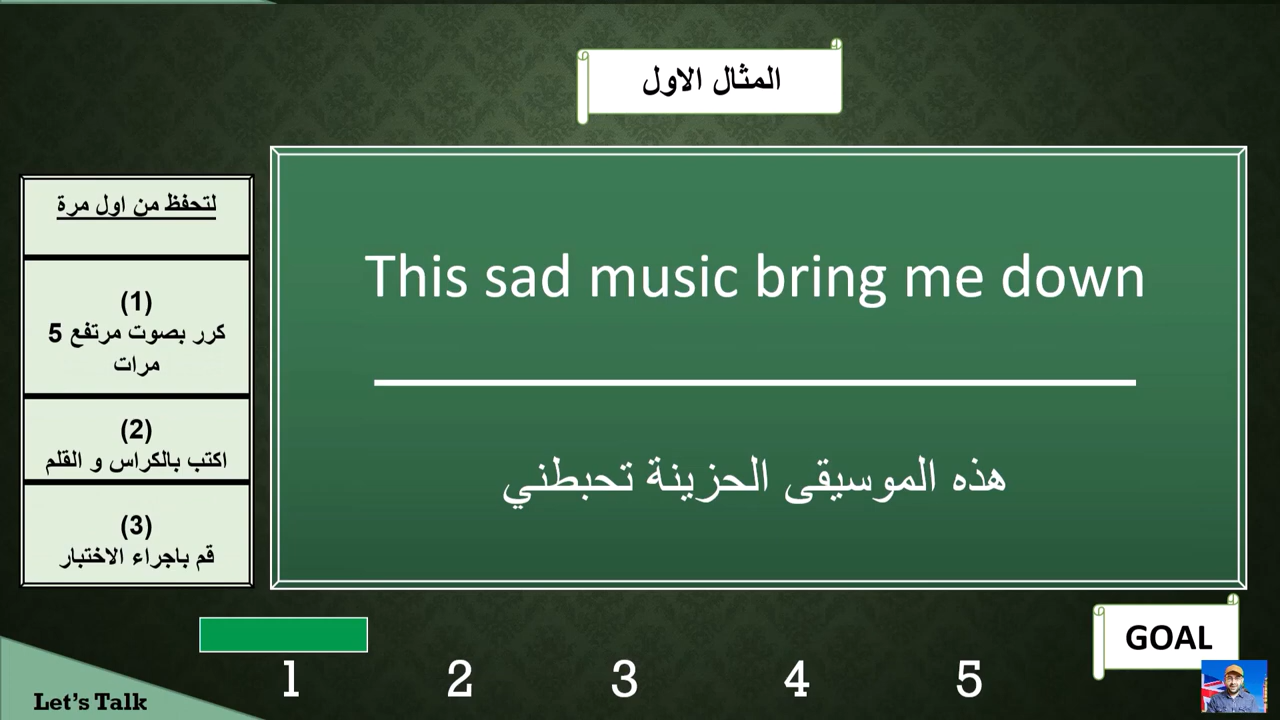 المثال الاول
لتحفظ من اول مرة
(1)
كرر بصوت مرتفع 5
مرات
(2)
اكتب بالكراس و القلم
(3)
قم باجراء الاختبار
This sad music bring me down
هذه الموسيقى الحزينة تحبطني
1 2 3 4 5
GOAL
Let's Talk